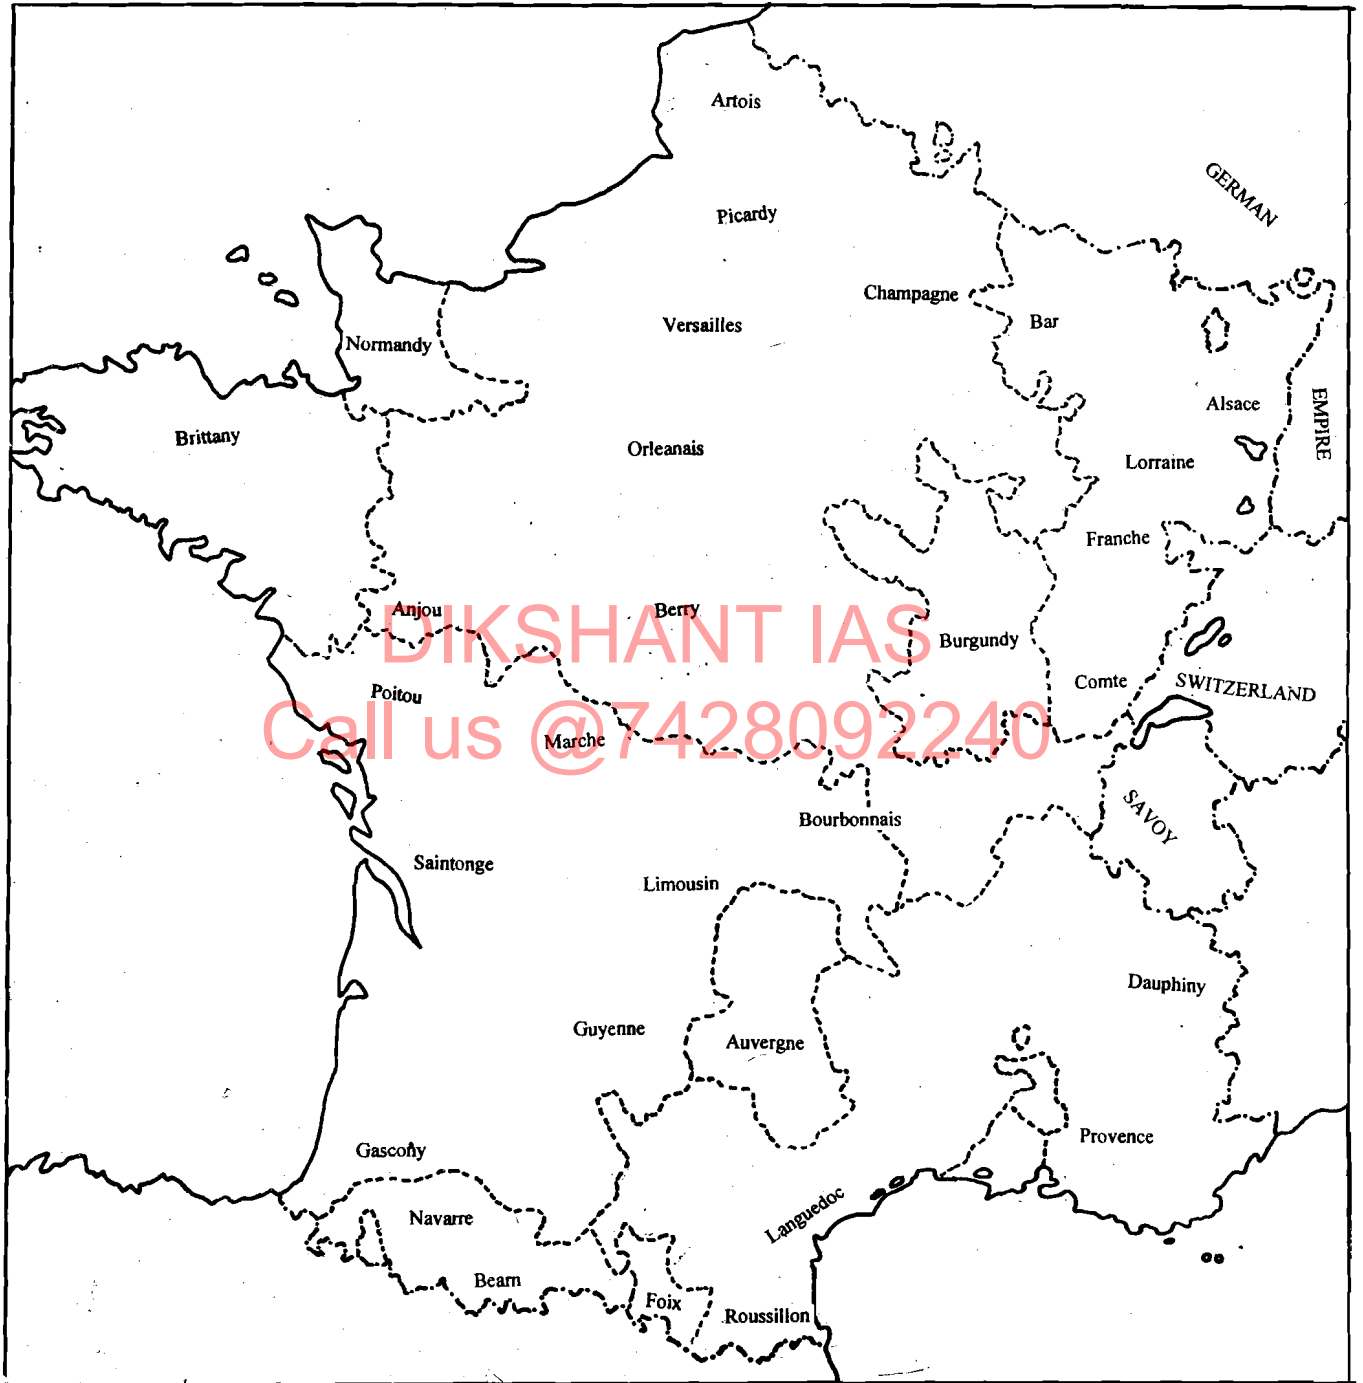 Artois
GERMAN
Picardy
Champagne
Bar
Versailles
Normandy
EMPIRE
Alsace
Brittany
Orleanais
Lorraine
Franche
Anjou
Berry
DIKSHANT IAS
Burgundy
Comte
SWITZERLAND
Poitou
Call us @7428092240
Marche
SAVOY
Bourbonnais
Saintonge
Limousin
Dauphiny
Guyenne
Auvergne
Provence
Gascony
Languedoc
Navarre
Bearn
Foix
Roussillon